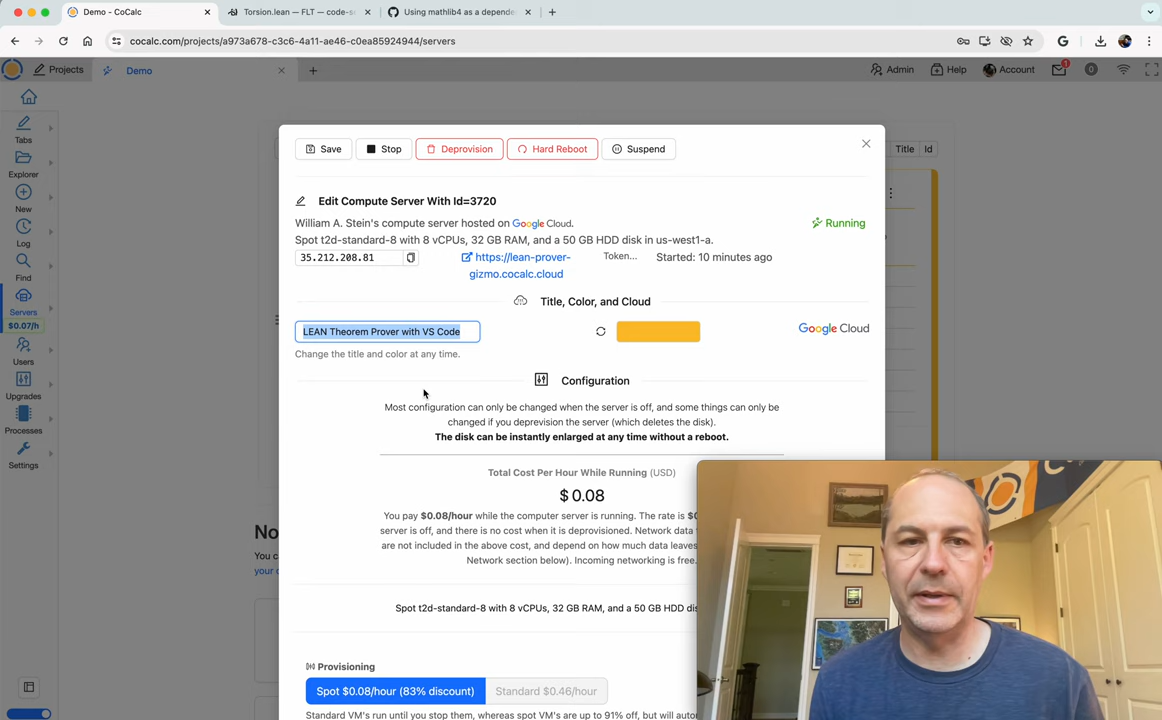 Demo - CoCalc
Torsion.lean — FLT — code-s
Using mathlib4 as a depende
cocalc.com/projects/a973a678-c3c6-4a11-ae46-c0ea85924944/servers
Projects
Demo
Admin
Help
Account
1
0
Tabs
Explorer
New
Log
Find
Servers
$0.07/h
Users
Upgrades
Processes
Settings
Title
Id
Save
Stop
Deprovision
Hard Reboot
Suspend
Edit Compute Server With Id=3720
William A. Stein's compute server hosted on Google Cloud.
Running
Spot t2d-standard-8 with 8 vCPUs, 32 GB RAM, and a 50 GB HDD disk in us-west1-a.
35.212.208.81
https://lean-prover-
gizmo.cocalc.cloud
Token...
Started: 10 minutes ago
Title, Color, and Cloud
LEAN Theorem Prover with VS Code
Google Cloud
Change the title and color at any time.
Configuration
Most configuration can only be changed when the server is off, and some things can only be
changed if you deprevision the server (which deletes the disk).
The disk can be instantly enlarged at any time without a reboot.
Total Cost Per Hour While Running (USD)
$ 0.08
You pay $0.08/hour while the computer server is running. The rate is
server is off, and there is no cost when it is deprovisioned. Network data
are not included in the above cost, and depend on how much data leaves
Network section below). Incoming networking is free.
Spot t2d-standard-8 with 8 vCPUs, 32 GB RAM, and a 50 GB HDD
No
You c
your
Provisioning
Spot $0.08/hour (83% discount)
Standard $0.46/hour
Standard VM's run until you stop them, whereas spot VM's are up to 91% off, but will